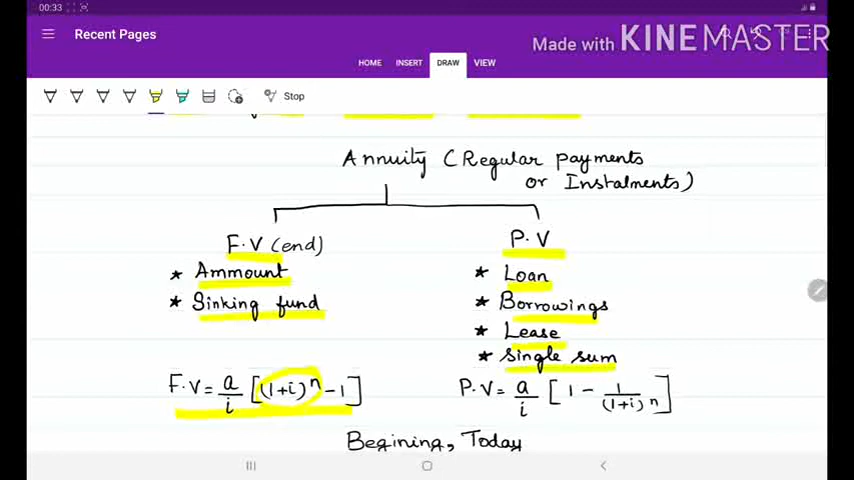 00:33
Recent Pages
Made with KINEMASTER
HOME INSERT DRAW VIEW
Stop
Annuity (Regular payments
or Instalments)
F.V (end)
P.V
* Ammount
* Sinking fund
* Loan
* Borrowings
* Lease
* Single sum
F.V = a/i [(1+i)^n - 1]
P.V = a/i [1 - 1/(1+i)^n]
Begining, Today